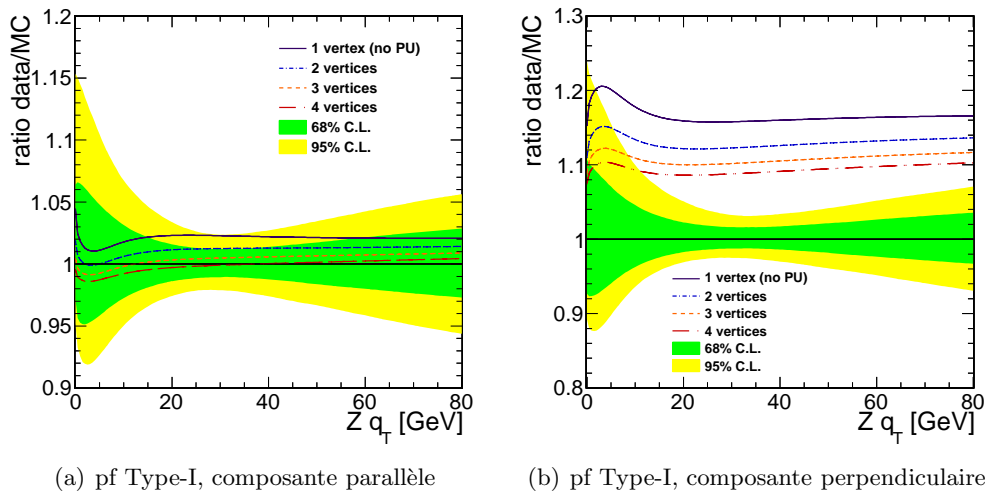 ratio data/MC
1.2
1.15
1.1
1.05
1
0.95
0.9
0 20 40 60 80
Z q_T [GeV]
1 vertex (no PU)
2 vertices
3 vertices
4 vertices
68% C.L.
95% C.L.
(a) pf Type-I, composante parallèle
ratio data/MC
1.3
1.2
1.1
1
0.9
0.8
0 20 40 60 80
Z q_T [GeV]
1 vertex (no PU)
2 vertices
3 vertices
4 vertices
68% C.L.
95% C.L.
(b) pf Type-I, composante perpendiculaire